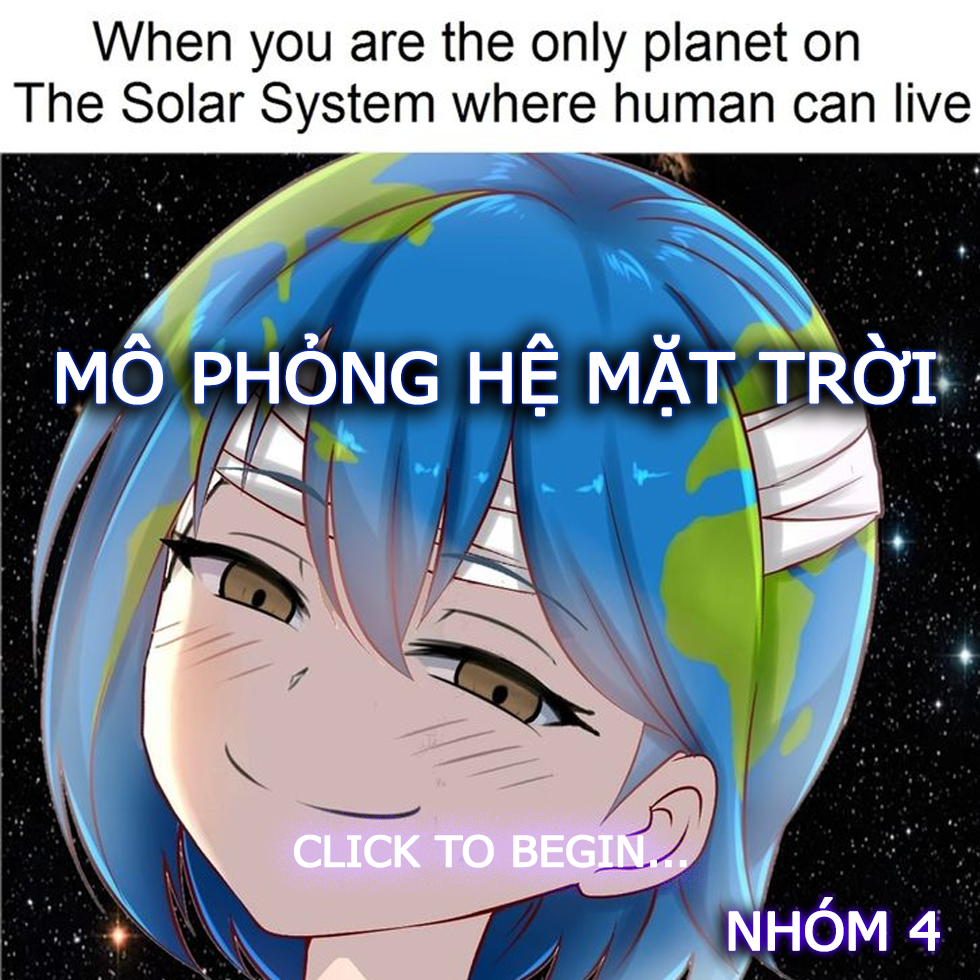 When you are the only planet on
The Solar System where human can live
MÔ PHỎNG HỆ MẶT TRỜI
CLICK TO BEGIN...
NHÓM 4